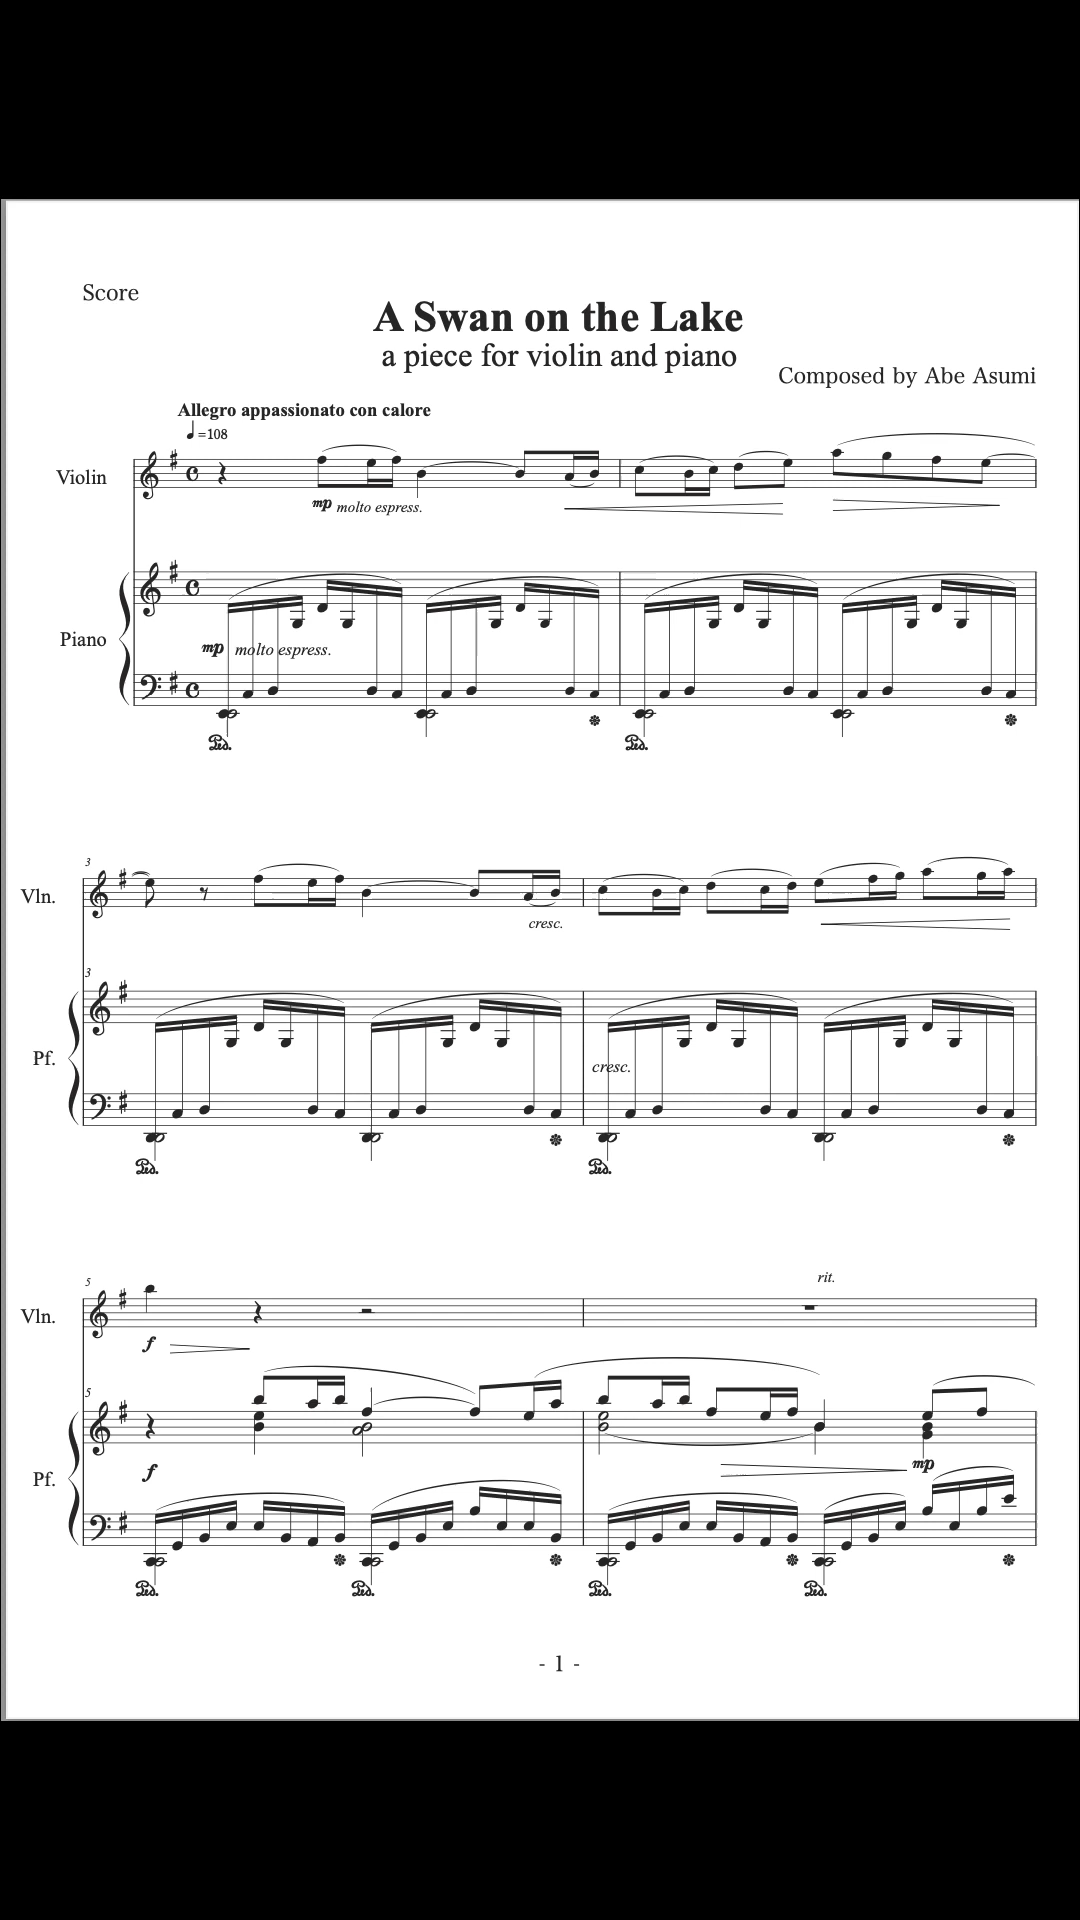 Score
A Swan on the Lake
a piece for violin and piano
Composed by Abe Asumi
Allegro appassionato con calore
♩=108
Violin
mp molto espress.
Piano
mp molto espress.
Ped.
Ped.
3
Vln.
cresc.
3
Pf.
cresc.
Ped.
Ped.
5
rit.
Vln.
f
5
Pf.
f
mp
Ped.
Ped.
Ped.
Ped.
- 1 -